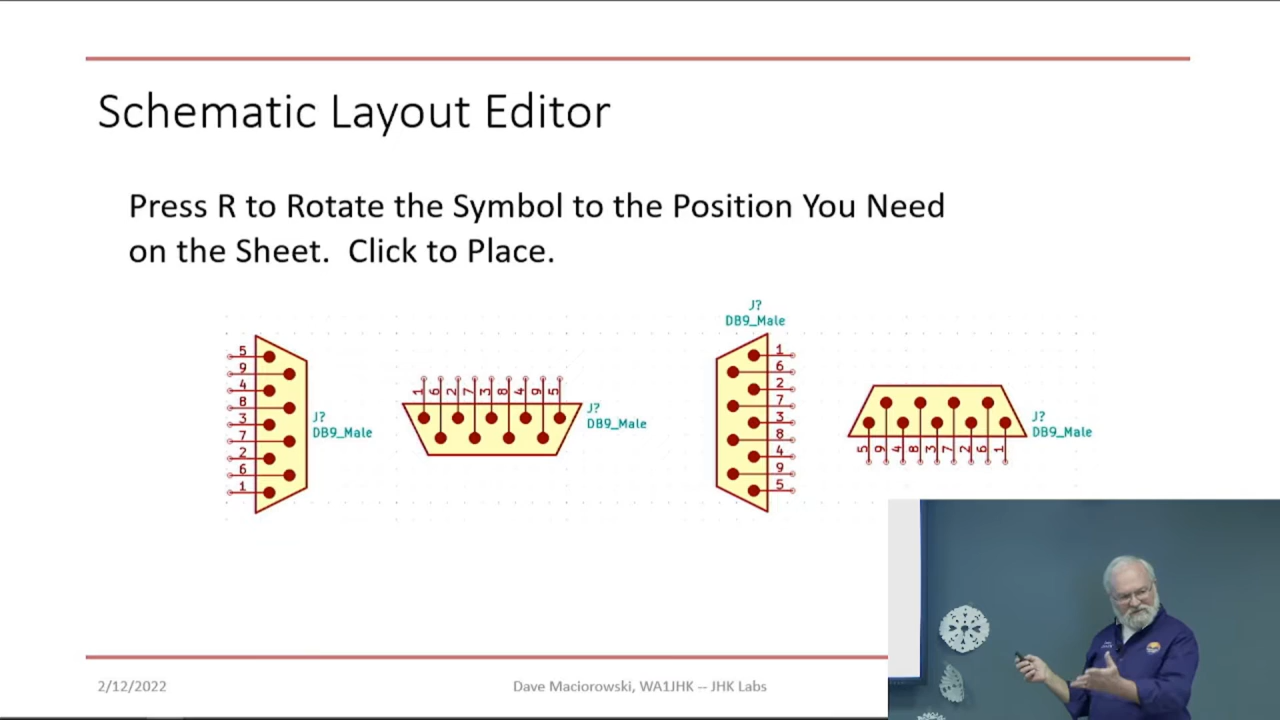 Schematic Layout Editor
Press R to Rotate the Symbol to the Position You Need
on the Sheet.  Click to Place.
5
9
4
8
3
7
2
6
1
J?
DB9_Male
1 6 2 7 3 8 4 9 5
J?
DB9_Male
J?
DB9_Male
1
6
2
7
3
8
4
9
5
J?
DB9_Male
5 9 4 8 3 7 2 6 1
2/12/2022
Dave Maciorowski, WA1JHK -- JHK Labs